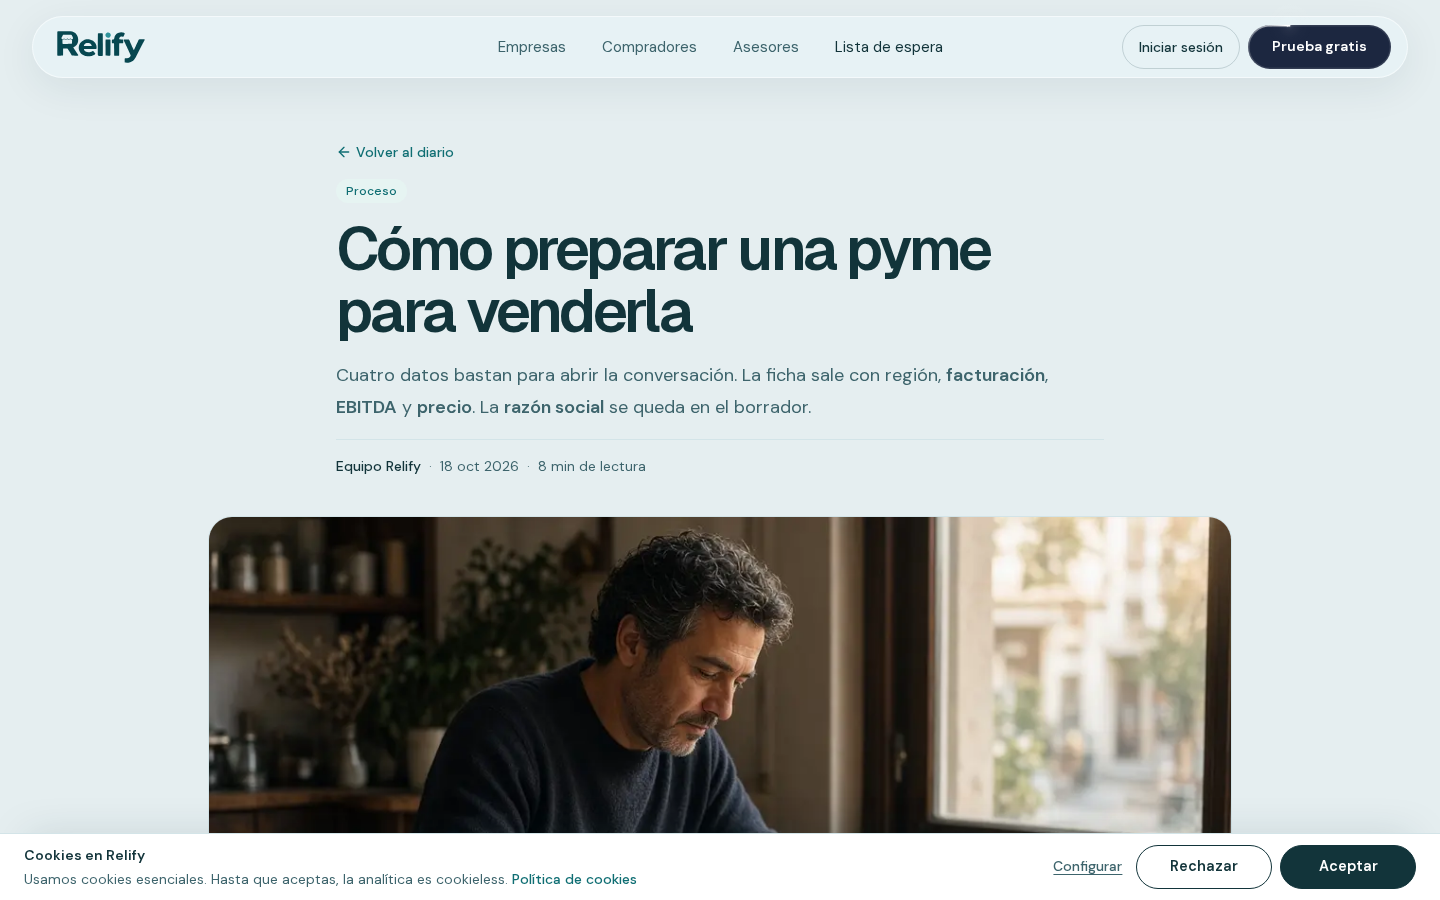 Relify
Empresas
Compradores
Asesores
Lista de espera
Iniciar sesión
Prueba gratis
← Volver al diario
Proceso
Cómo preparar una pyme
para venderla
Cuatro datos bastan para abrir la conversación. La ficha sale con región, facturación,
EBITDA y precio. La razón social se queda en el borrador.
Equipo Relify · 18 oct 2026 · 8 min de lectura
Cookies en Relify
Usamos cookies esenciales. Hasta que aceptas, la analítica es cookieless. Política de cookies
Configurar
Rechazar
Aceptar